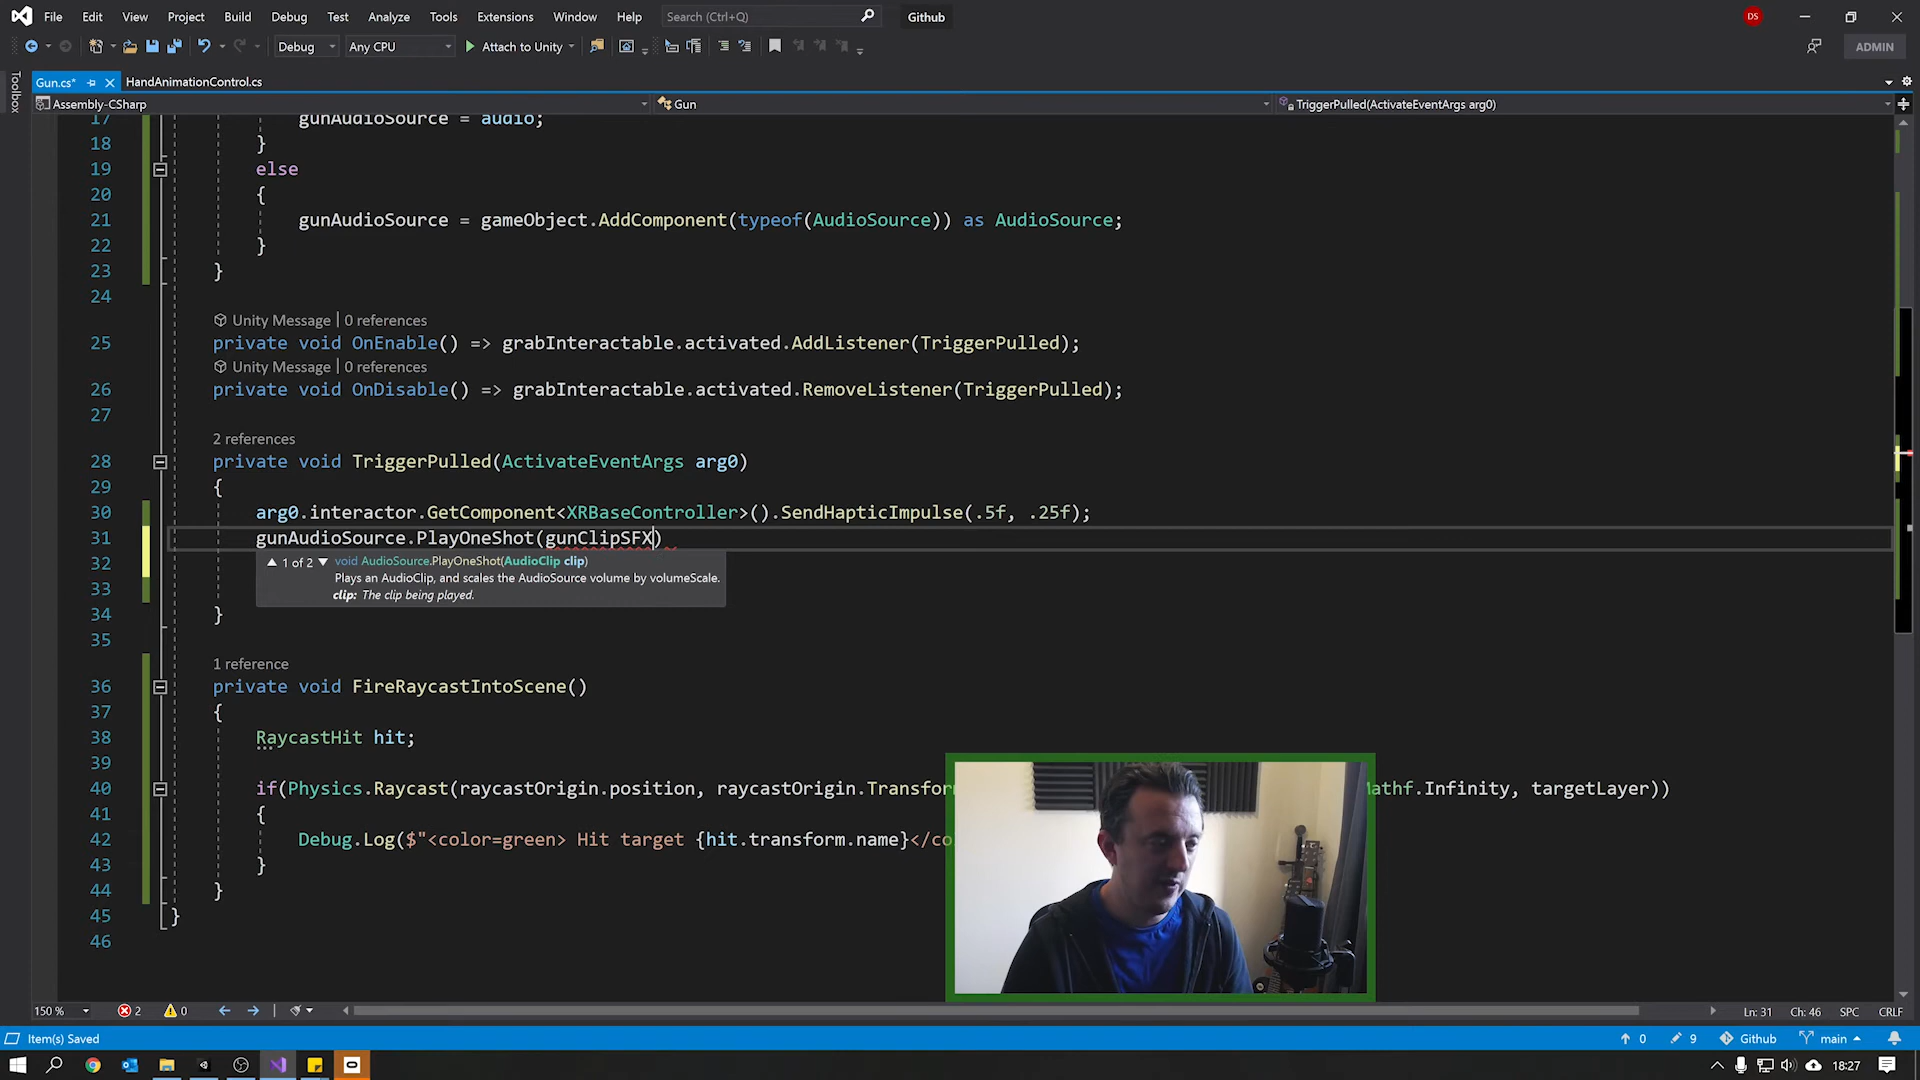 File Edit View Project Build Debug Test Analyze Tools Extensions Window Help Search (Ctrl+Q) Github DS
Debug Any CPU Attach to Unity ADMIN
Toolbox
Gun.cs* HandAnimationControl.cs
Assembly-CSharp Gun TriggerPulled(ActivateEventArgs arg0)
17 gunAudioSource = audio;
18 }
19 else
20 {
21 gunAudioSource = gameObject.AddComponent(typeof(AudioSource)) as AudioSource;
22 }
23 }
24
Unity Message | 0 references
25 private void OnEnable() => grabInteractable.activated.AddListener(TriggerPulled);
Unity Message | 0 references
26 private void OnDisable() => grabInteractable.activated.RemoveListener(TriggerPulled);
27
2 references
28 private void TriggerPulled(ActivateEventArgs arg0)
29 {
30 arg0.interactor.GetComponent<XRBaseController>().SendHapticImpulse(.5f, .25f);
31 gunAudioSource.PlayOneShot(gunClipSFX)
32 1 of 2 void AudioSource.PlayOneShot(AudioClip clip)
Plays an AudioClip, and scales the AudioSource volume by volumeScale.
33 clip: The clip being played.
34 }
35
1 reference
36 private void FireRaycastIntoScene()
37 {
38 RaycastHit hit;
39
40 if(Physics.Raycast(raycastOrigin.position, raycastOrigin.Transfor Mathf.Infinity, targetLayer))
41 {
42 Debug.Log($"<color=green> Hit target {hit.transform.name}</co
43 }
44 }
45 }
46
150 % 2 0 Ln: 31 Ch: 46 SPC CRLF
Item(s) Saved 0 9 Github main
18:27